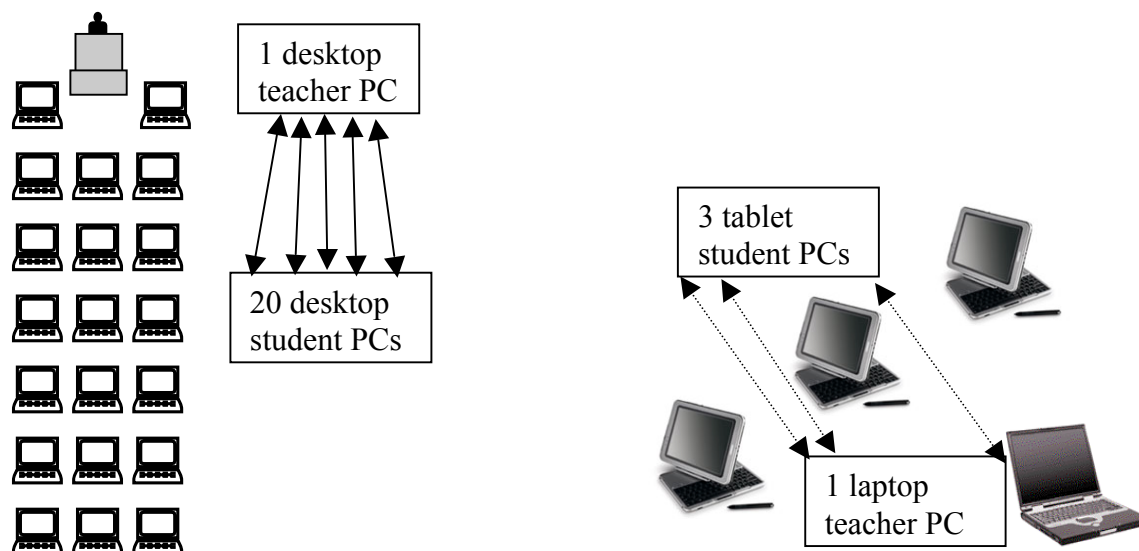 1 desktop
teacher PC
20 desktop
student PCs
3 tablet
student PCs
1 laptop
teacher PC